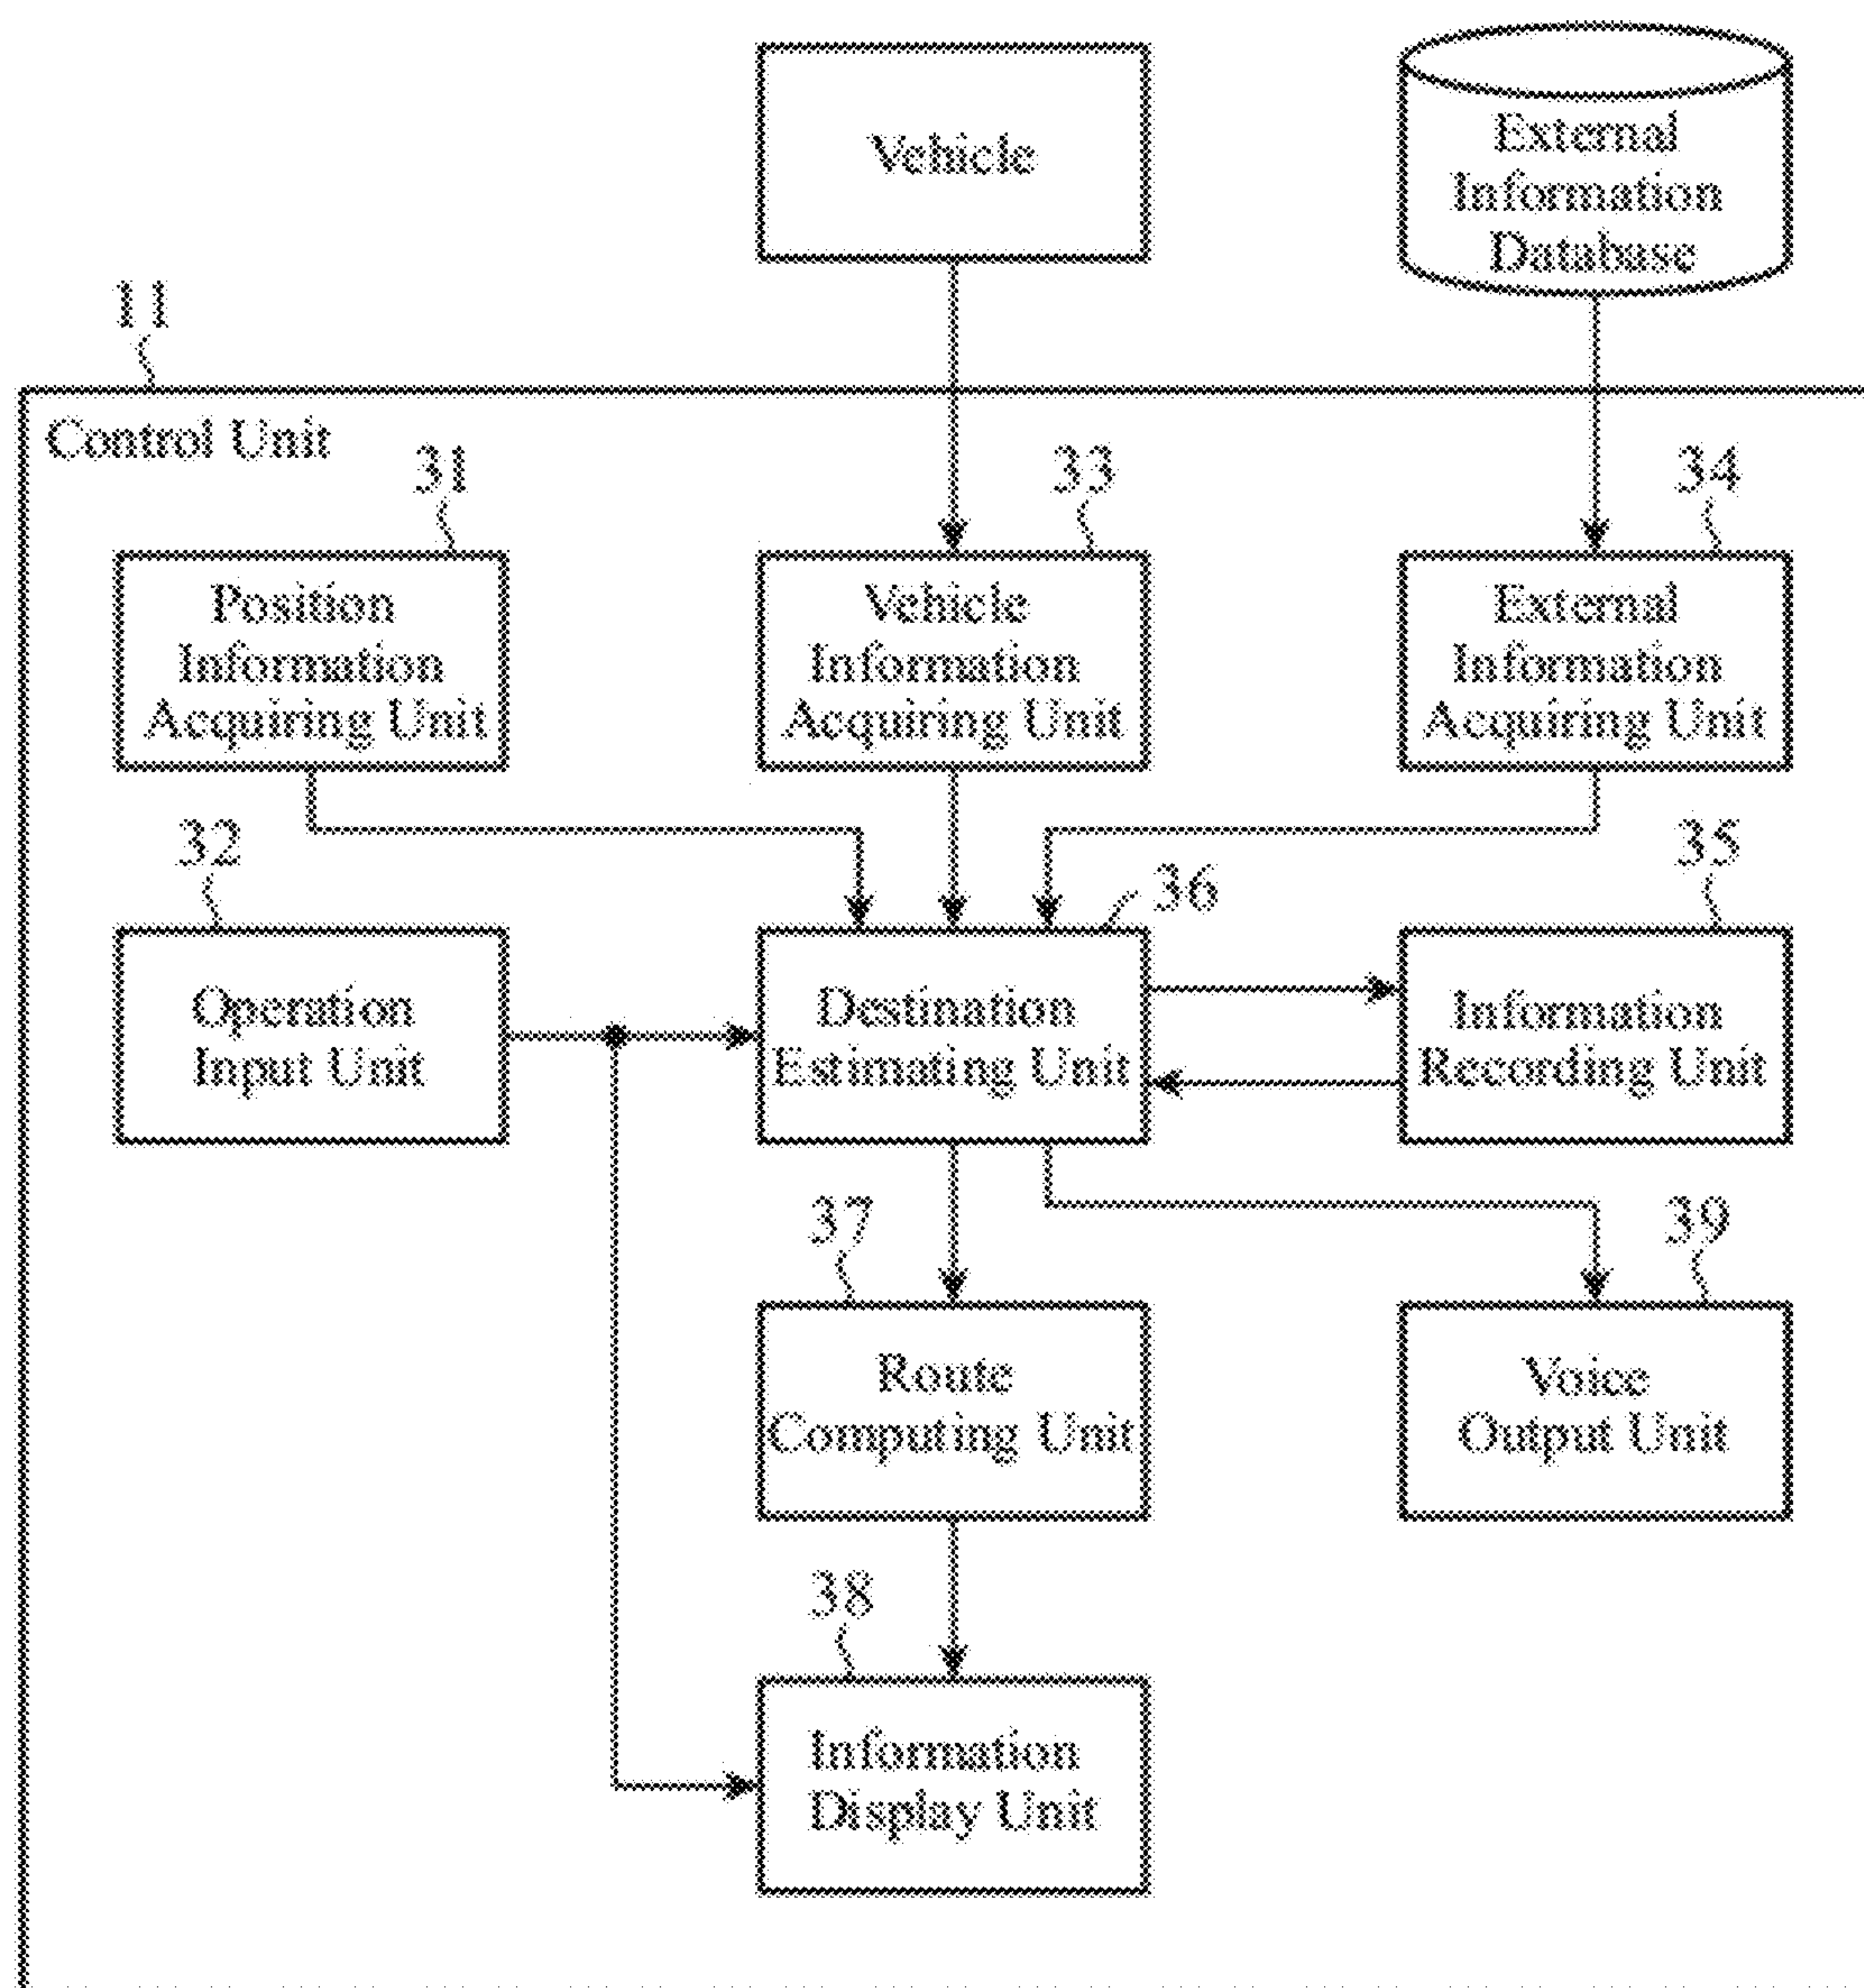 Vehicle
External
Information
Database
11
Control Unit
31
33
34
Position
Information
Acquiring Unit
Vehicle
Information
Acquiring Unit
External
Information
Acquiring Unit
32
36
35
Operation
Input Unit
Destination
Estimating Unit
Information
Recording Unit
37
39
Route
Computing Unit
Voice
Output Unit
38
Information
Display Unit